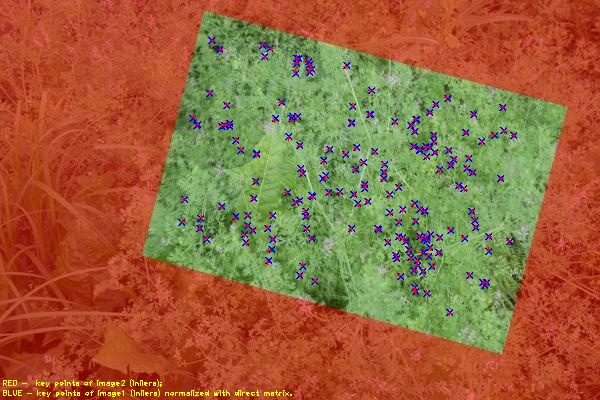 RED - key points of image2 (inliers);
BLUE - key points of image1 (inliers) normalized with direct matrix.